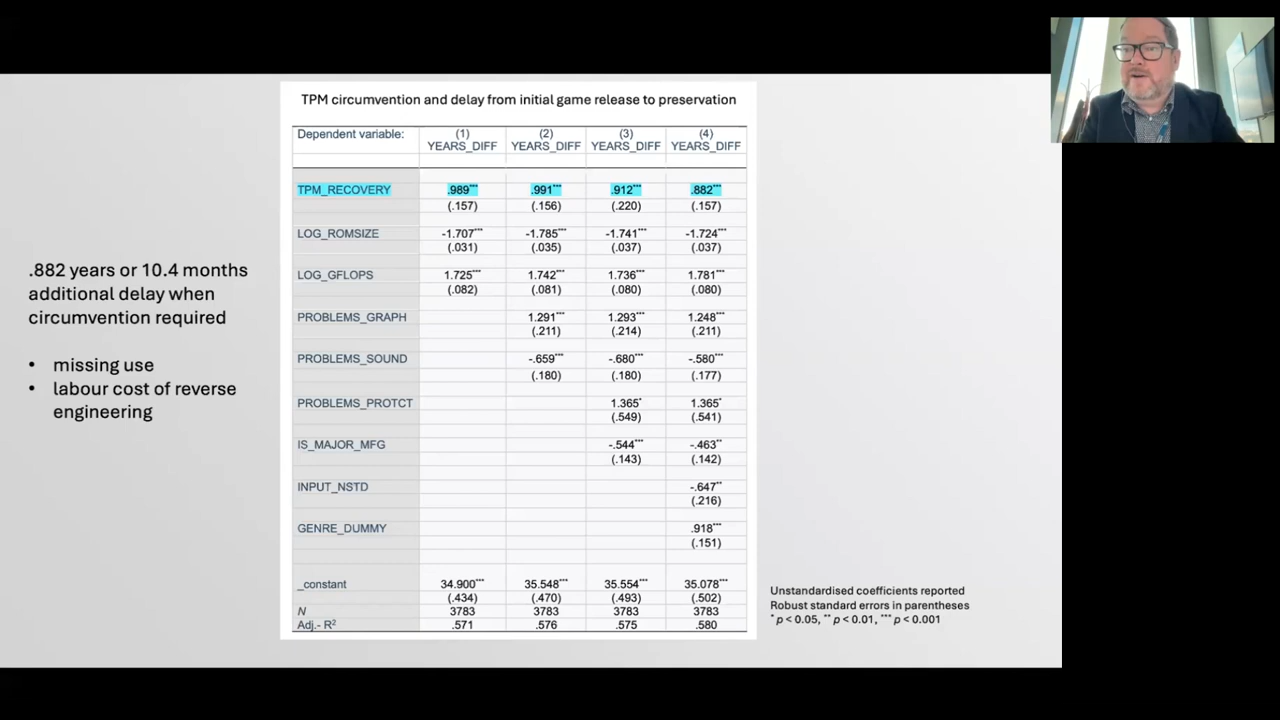 TPM circumvention and delay from initial game release to preservation
Dependent variable: (1) (2) (3) (4)
YEARS_DIFF YEARS_DIFF YEARS_DIFF YEARS_DIFF
TPM_RECOVERY .989*** .991*** .912*** .882***
(.157) (.156) (.220) (.157)
LOG_ROMSIZE -1.707*** -1.785*** -1.741*** -1.724***
(.031) (.035) (.037) (.037)
LOG_GFLOPS 1.725*** 1.742*** 1.736*** 1.781***
(.082) (.081) (.080) (.080)
PROBLEMS_GRAPH 1.291*** 1.293*** 1.248***
(.211) (.214) (.211)
PROBLEMS_SOUND -.659*** -.680*** -.580***
(.180) (.180) (.177)
PROBLEMS_PROTCT 1.365* 1.365*
(.549) (.541)
IS_MAJOR_MFG -.544*** -.463**
(.143) (.142)
INPUT_NSTD -.647**
(.216)
GENRE_DUMMY .918***
(.151)
_constant 34.900*** 35.548*** 35.554*** 35.078***
(.434) (.470) (.493) (.502)
N 3783 3783 3783 3783
Adj.- R² .571 .576 .575 .580
.882 years or 10.4 months
additional delay when
circumvention required
• missing use
• labour cost of reverse
engineering
Unstandardised coefficients reported
Robust standard errors in parentheses
* p < 0.05, ** p < 0.01, *** p < 0.001